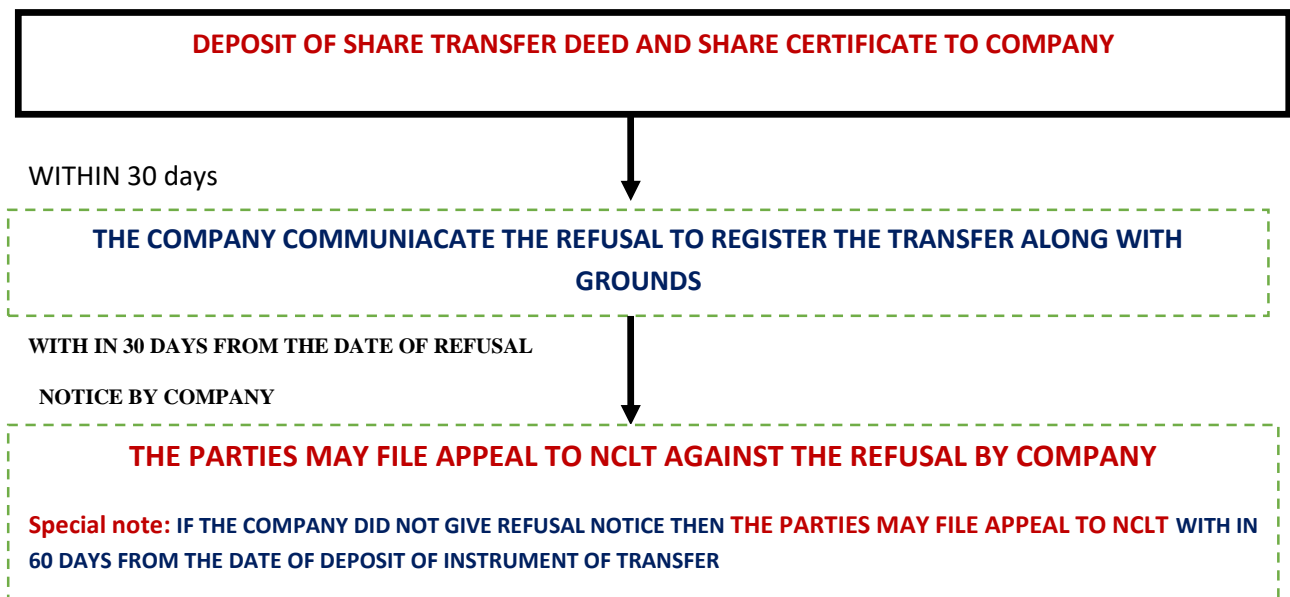 DEPOSIT OF SHARE TRANSFER DEED AND SHARE CERTIFICATE TO COMPANY
WITHIN 30 days
THE COMPANY COMMUNIACATE THE REFUSAL TO REGISTER THE TRANSFER ALONG WITH
GROUNDS
WITH IN 30 DAYS FROM THE DATE OF REFUSAL
NOTICE BY COMPANY
THE PARTIES MAY FILE APPEAL TO NCLT AGAINST THE REFUSAL BY COMPANY
Special note: IF THE COMPANY DID NOT GIVE REFUSAL NOTICE THEN THE PARTIES MAY FILE APPEAL TO NCLT WITH IN
60 DAYS FROM THE DATE OF DEPOSIT OF INSTRUMENT OF TRANSFER